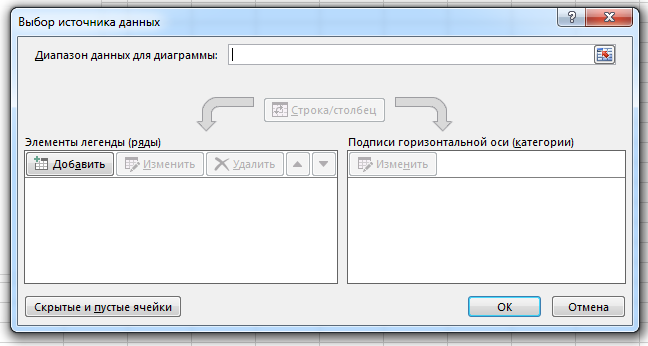 Выбор источника данных
Диапазон данных для диаграммы:
Строка/столбец
Элементы легенды (ряды)
Добавить Изменить Удалить
Подписи горизонтальной оси (категории)
Изменить
Скрытые и пустые ячейки
ОК Отмена